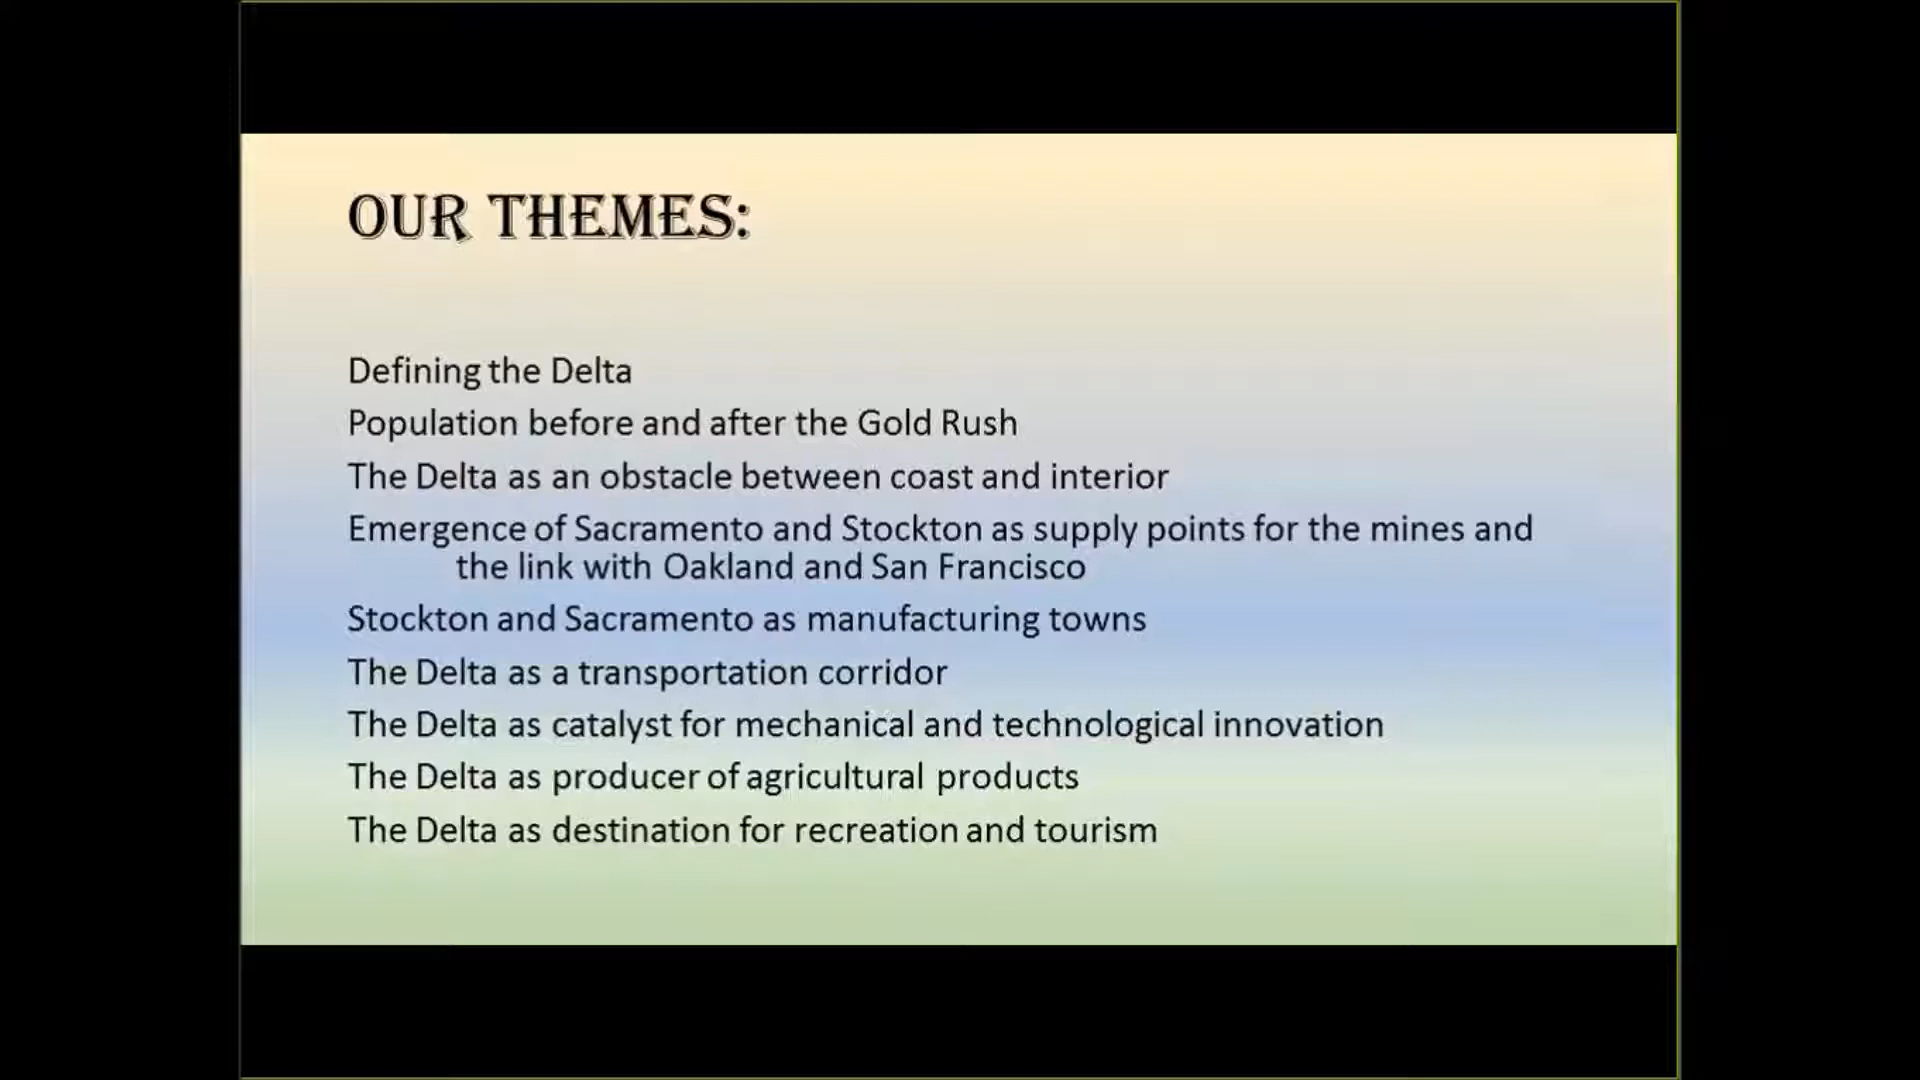 OUR THEMES:
Defining the Delta
Population before and after the Gold Rush
The Delta as an obstacle between coast and interior
Emergence of Sacramento and Stockton as supply points for the mines and
the link with Oakland and San Francisco
Stockton and Sacramento as manufacturing towns
The Delta as a transportation corridor
The Delta as catalyst for mechanical and technological innovation
The Delta as producer of agricultural products
The Delta as destination for recreation and tourism